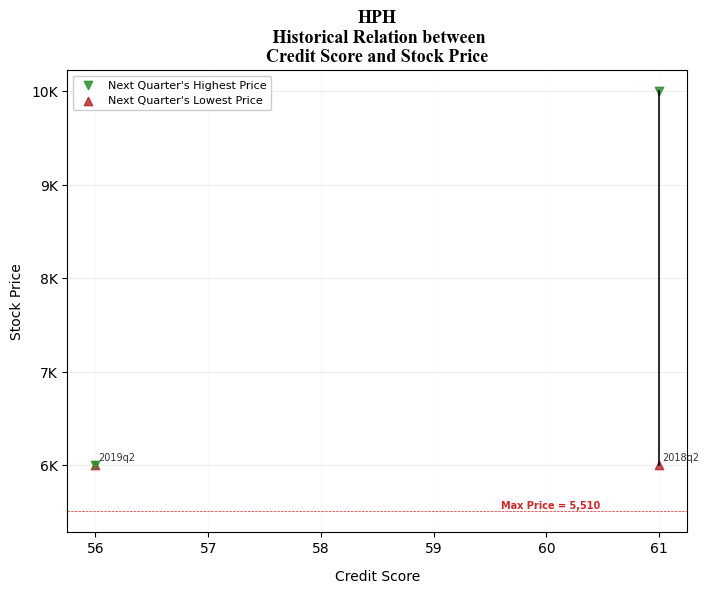 HPH
Historical Relation between
Credit Score and Stock Price
Next Quarter's Highest Price
Next Quarter's Lowest Price
10K
9K
8K
7K
6K
Stock Price
2019q2
2018q2
Max Price = 5,510
56 57 58 59 60 61
Credit Score